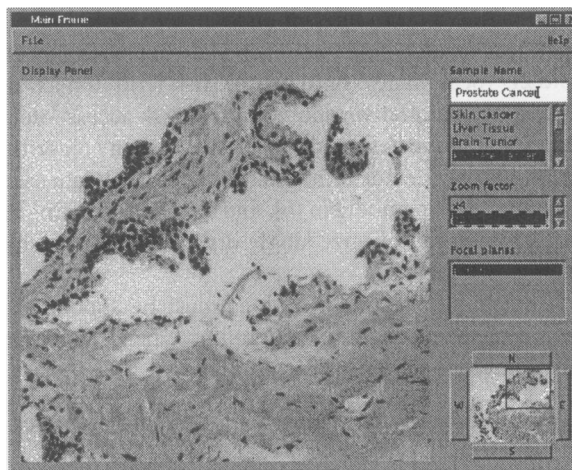 Main Frame
File
Help
Display Panel
Sample Name
Prostate Cancer
Skin Cancer
Liver Tissue
Brain Tumor
Zoom factor
x4
Focal planes
N
W
E
S